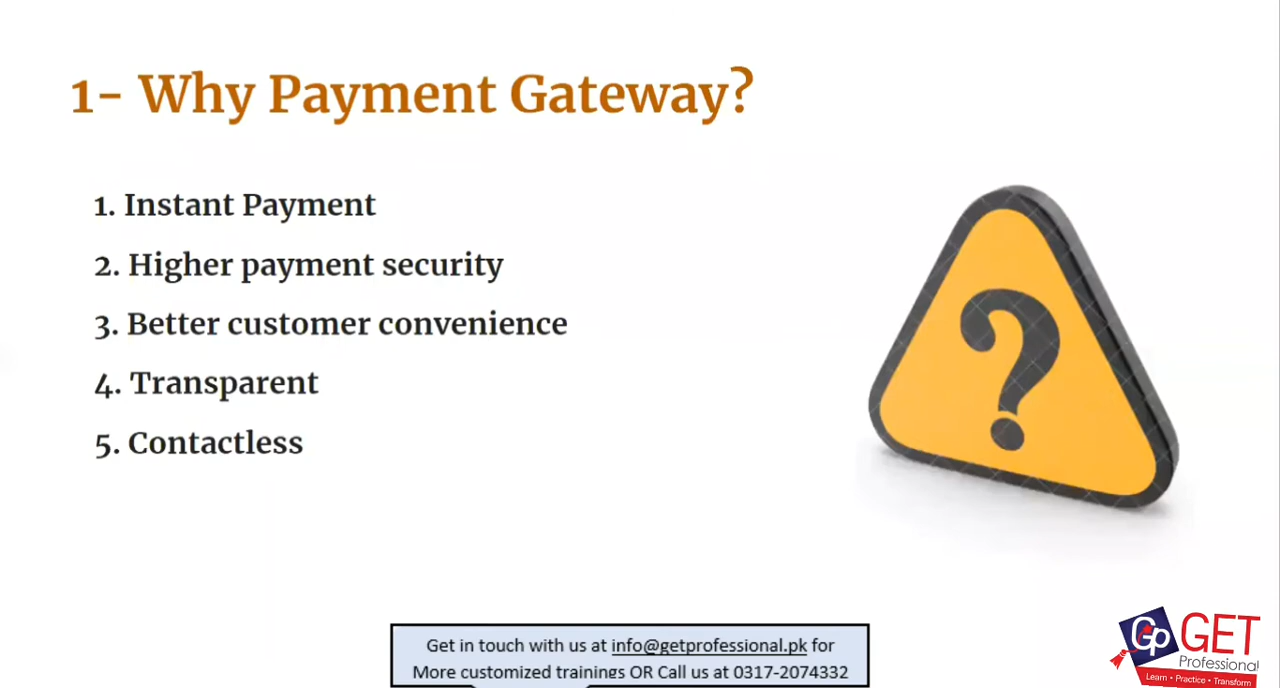 1- Why Payment Gateway?
1. Instant Payment
2. Higher payment security
3. Better customer convenience
4. Transparent
5. Contactless
?
Get in touch with us at info@getprofessional.pk for
More customized trainings OR Call us at 0317-2074332
Gp GET
Professional
Learn • Practice • Transform